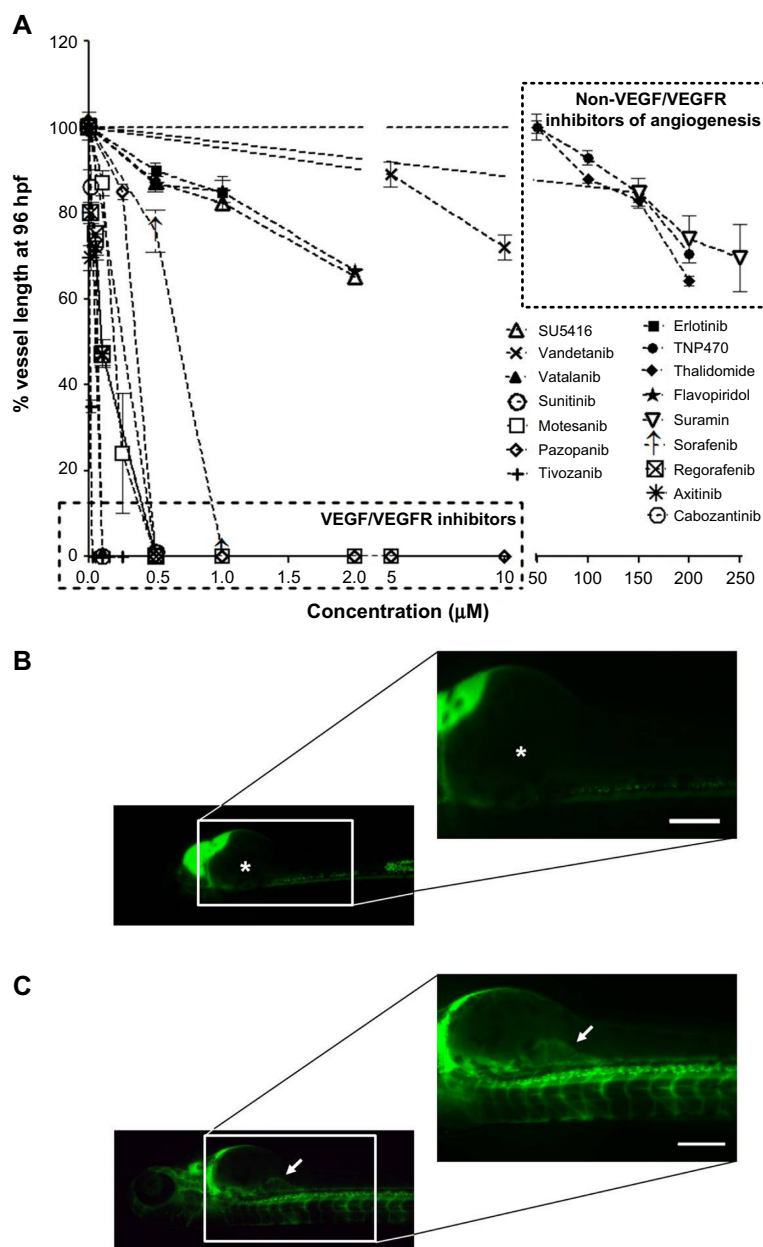 A
120
100
80
60
40
20
0
% vessel length at 96 hpf
Non-VEGF/VEGFR
inhibitors of angiogenesis
SU5416
Vandetanib
Vatalanib
Sunitinib
Motesanib
Pazopanib
Tivozanib
Erlotinib
TNP470
Thalidomide
Flavopiridol
Suramin
Sorafenib
Regorafenib
Axitinib
Cabozantinib
VEGF/VEGFR inhibitors
0.0 0.5 1.0 1.5 2.0 5 10 50 100 150 200 250
Concentration (µM)
B
*
*
C